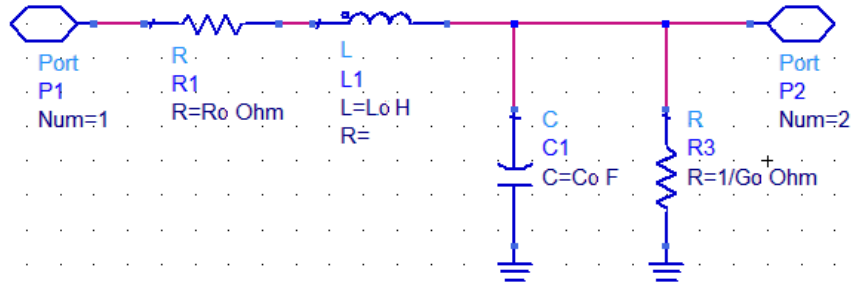 Port
P1
Num=1
R
R1
R=Ro Ohm
L
L1
L=Lo H
R=
C
C1
C=Co F
R
R3
R=1/Go Ohm
Port
P2
Num=2